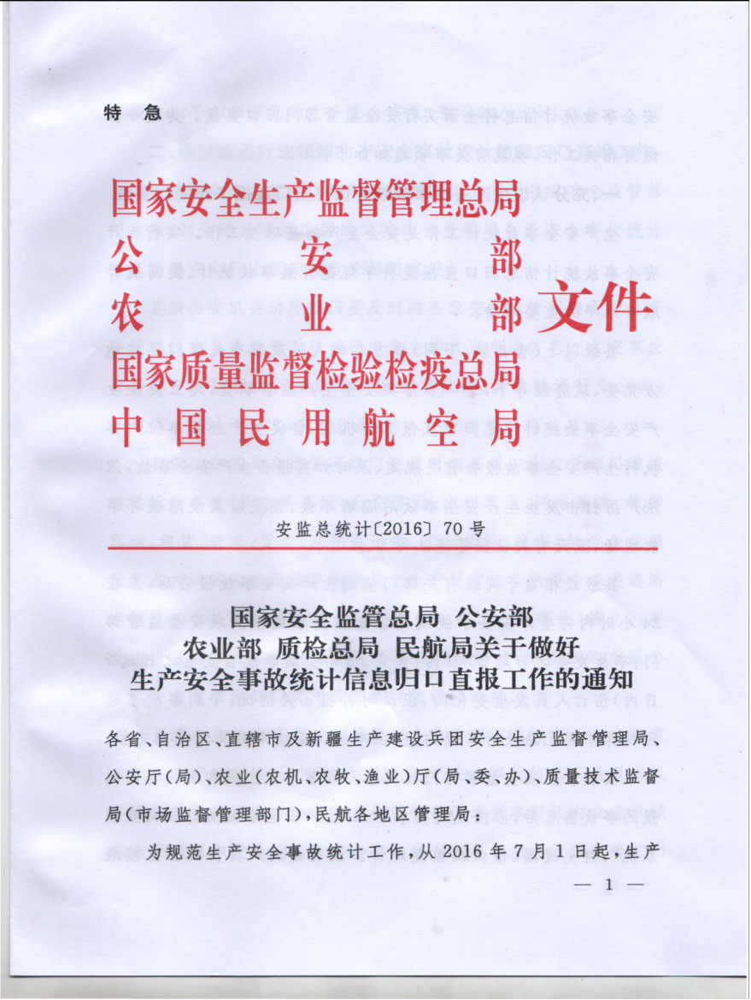 特 急
国家安全生产监督管理总局
公安部
农业部 文件
国家质量监督检验检疫总局
中国民用航空局
安监总统计〔2016〕70号
国家安全监管总局 公安部
农业部 质检总局 民航局关于做好
生产安全事故统计信息归口直报工作的通知
各省、自治区、直辖市及新疆生产建设兵团安全生产监督管理局、
公安厅(局)、农业(农机、农牧、渔业)厅(局、委、办)、质量技术监督
局(市场监督管理部门),民航各地区管理局:
为规范生产安全事故统计工作,从2016年7月1日起,生产
— 1 —